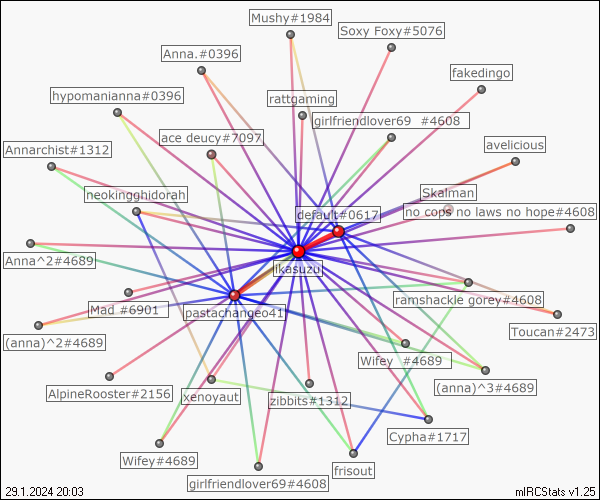 Mushy#1984
Soxy Foxy#5076
Anna.#0396
fakedingo
hypomanianna#0396
rattgaming
girlfriendlover69 #4608
ace deucy#7097
Annarchist#1312
avelicious
neokingghidorah
Skalman
default#0617
no cops no laws no hope#4608
Anna^2#4689
likasuzu
Mad #6901
pastachangeo41
ramshackle gorey#4608
Toucan#2473
(anna)^2#4689
Wifey #4689
(anna)^3#4689
AlpineRooster#2156
xenoyaut
zibbits#1312
Cypha#1717
Wifey#4689
frisout
girlfriendlover69#4608
29.1.2024 20:03
mIRCStats v1.25